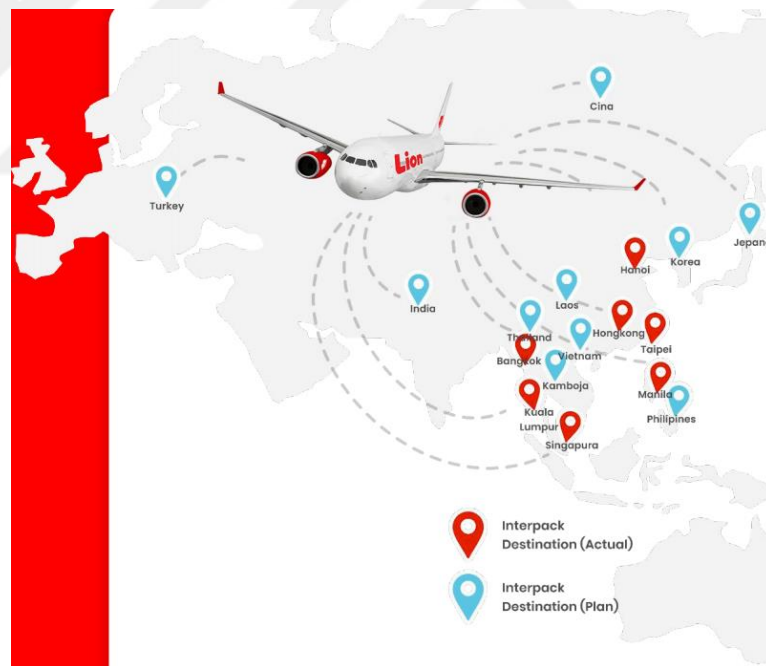 Cina
Lion
Turkey
Jepan
Hanoi
Korea
India
Laos
Thailand
Hongkong
Vietnam
Taipei
Bangkok
Kamboja
Manila
Kuala
Lumpur
Philipines
Singapura
Interpack
Destination (Actual)
Interpack
Destination (Plan)